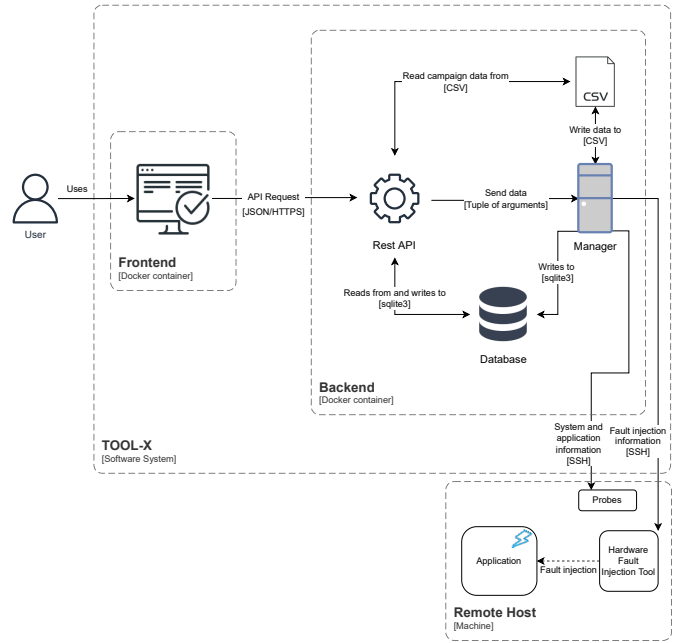 Read campaign data from
[CSV]
CSV
Write data to
[CSV]
Uses
API Request
[JSON/HTTPS]
Send data
[Tuple of arguments]
User
Rest API
Manager
Frontend
[Docker container]
Writes to
[sqlite3]
Reads from and writes to
[sqlite3]
Database
Backend
[Docker container]
TOOL-X
[Software System]
System and
application
information
[SSH]
Fault injection
information
[SSH]
Probes
Application
Fault injection
Hardware
Fault
Injection Tool
Remote Host
[Machine]